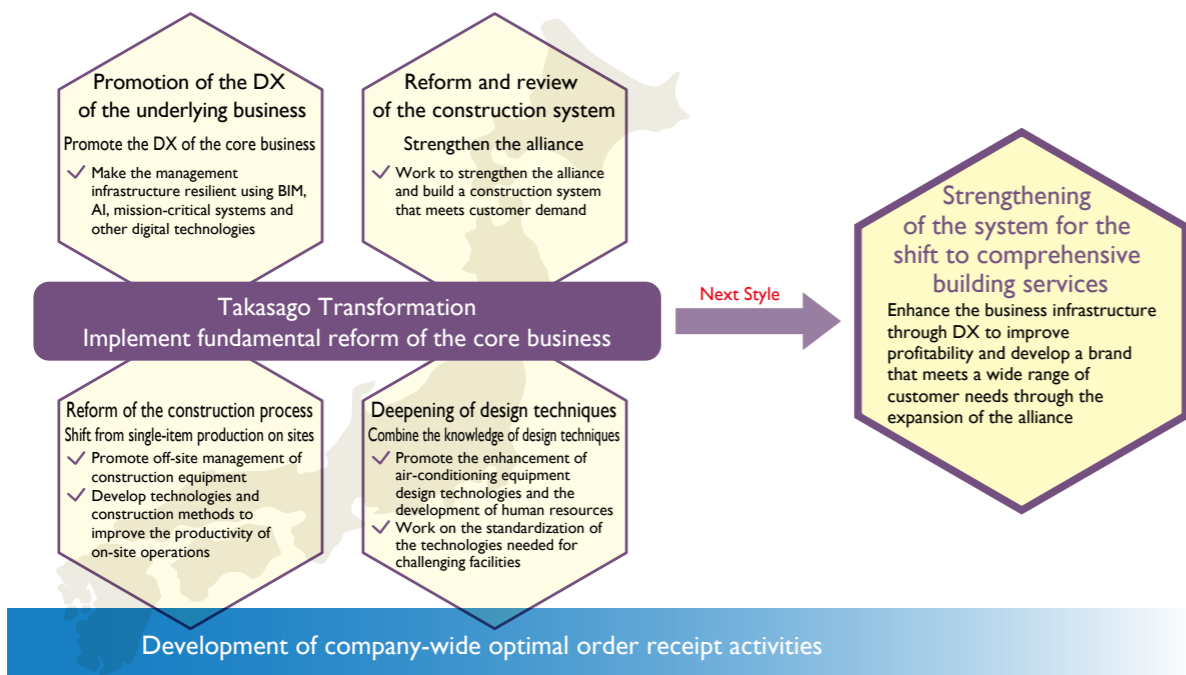 Promotion of the DX
of the underlying business
Promote the DX of the core business
Make the management
infrastructure resilient using BIM,
AI, mission-critical systems and
other digital technologies
Reform and review
of the construction system
Strengthen the alliance
Work to strengthen the alliance
and build a construction system
that meets customer demand
Takasago Transformation
Implement fundamental reform of the core business
Reform of the construction process
Shift from single-item production on sites
Promote off-site management of
construction equipment
Develop technologies and
construction methods to
improve the productivity of
on-site operations
Deepening of design techniques
Combine the knowledge of design techniques
Promote the enhancement of
air-conditioning equipment
design technologies and the
development of human resources
Work on the standardization of
the technologies needed for
challenging facilities
Next Style
Strengthening
of the system for the
shift to comprehensive
building services
Enhance the business infrastructure
through DX to improve
profitability and develop a brand
that meets a wide range of
customer needs through the
expansion of the alliance
Development of company-wide optimal order receipt activities